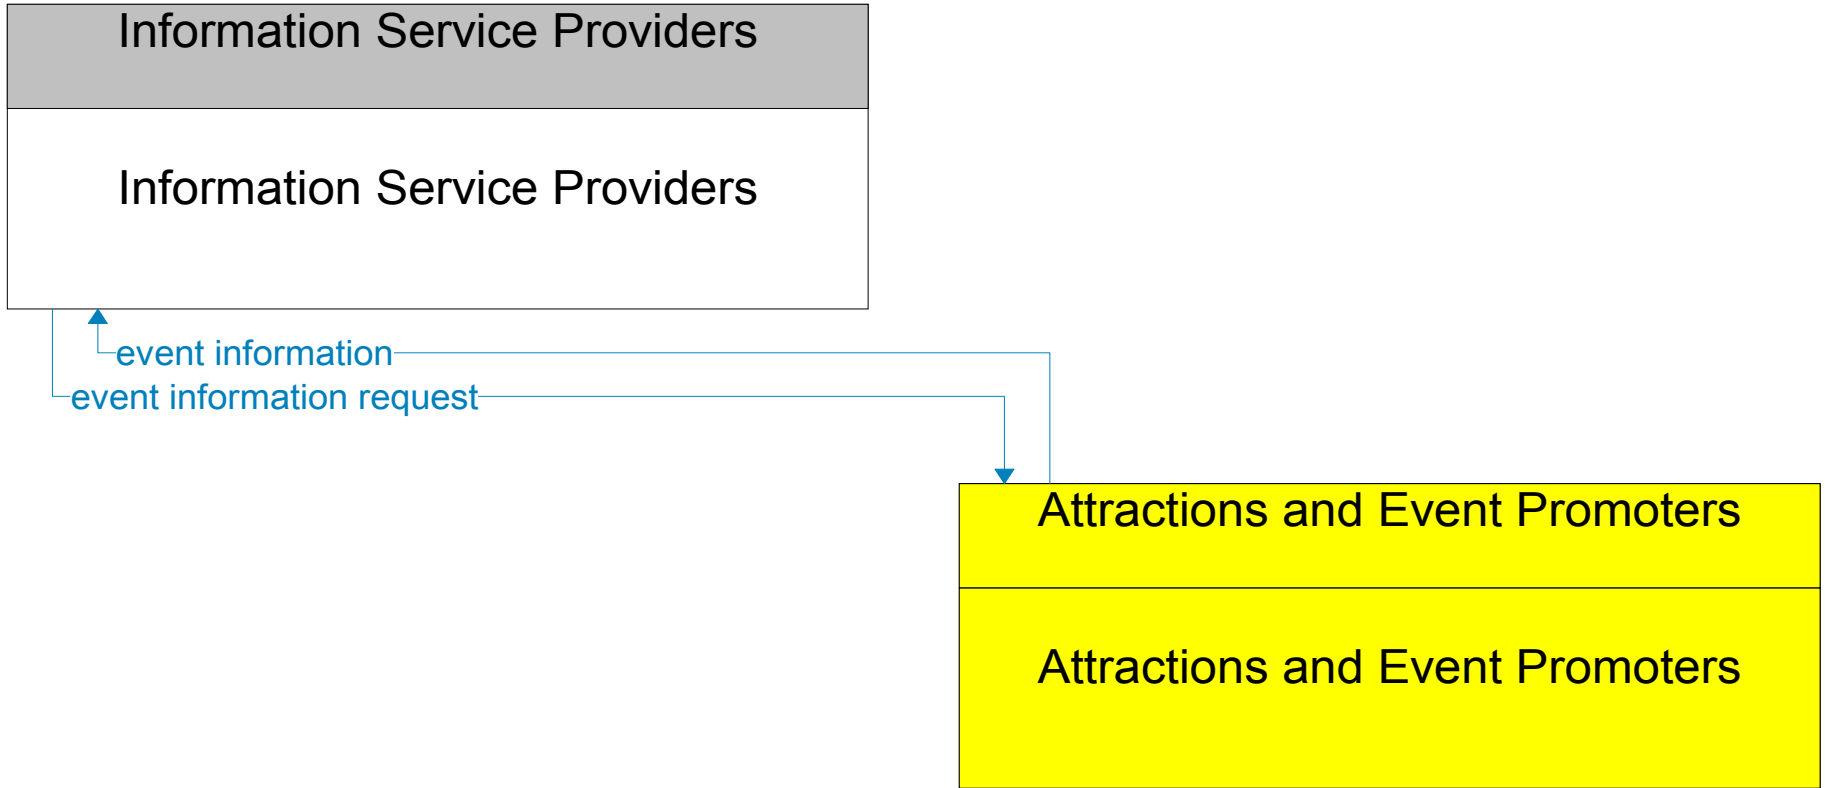 Information Service Providers
Information Service Providers
event information
event information request
Attractions and Event Promoters
Attractions and Event Promoters